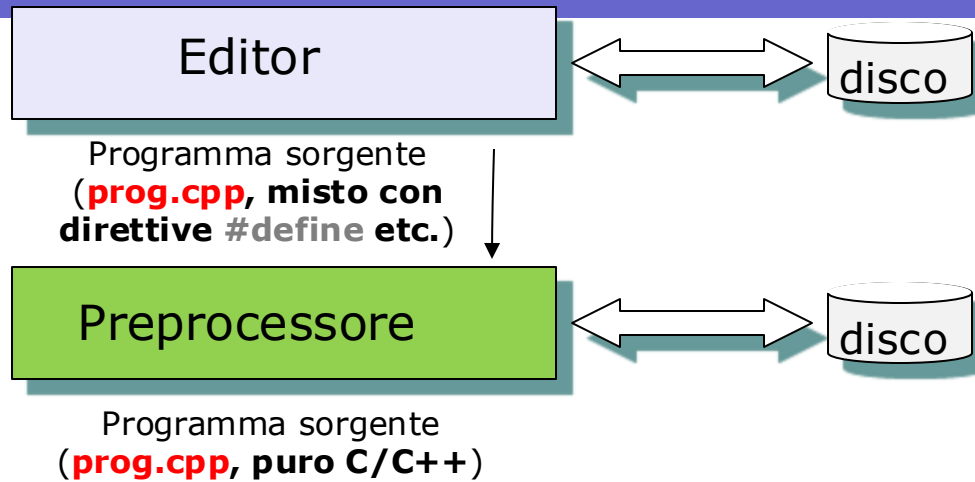 Editor
disco
Programma sorgente
(prog.cpp, misto con
direttive #define etc.)
Preprocessore
disco
Programma sorgente
(prog.cpp, puro C/C++)